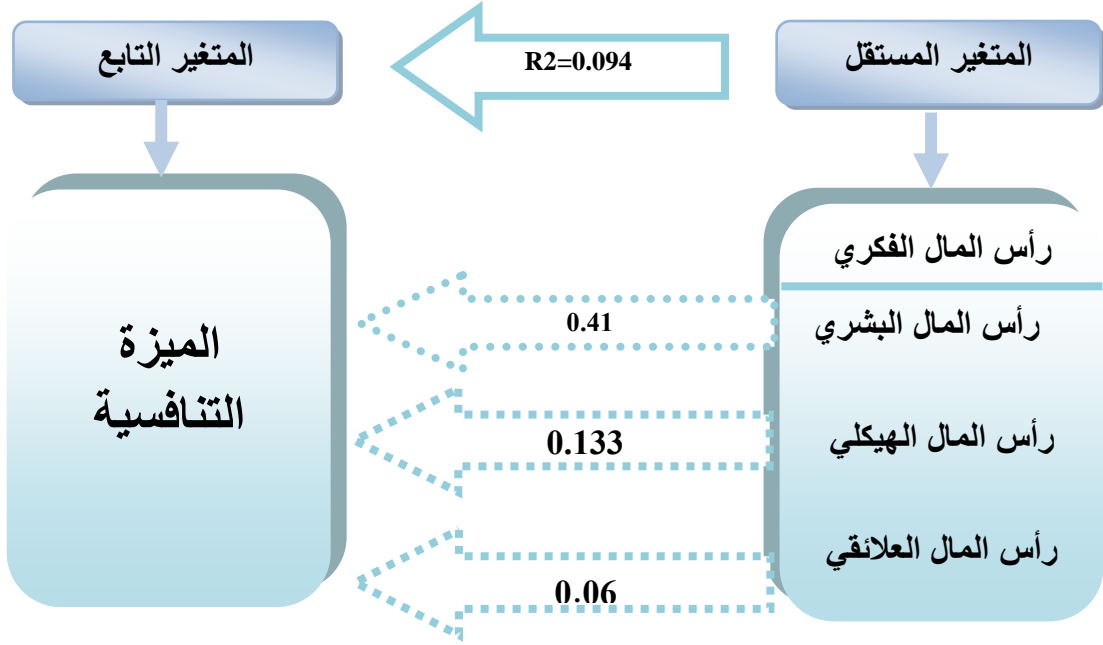 المتغير المستقل
R2=0.094
المتغير التابع
رأس المال الفكري
رأس المال البشري
0.41
رأس المال الهيكلي
0.133
رأس المال العلائقي
0.06
الميزة
التنافسية